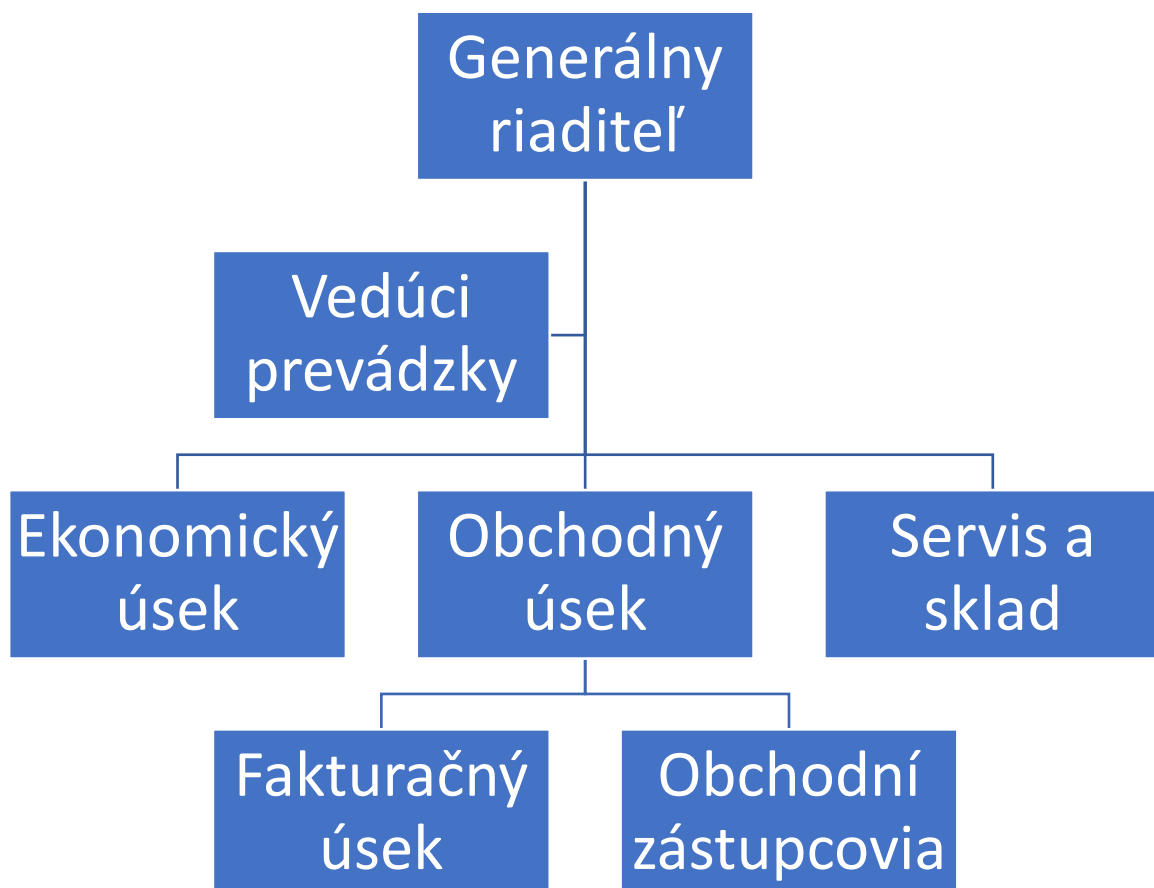 Generálny
riaditeľ
Vedúci
prevádzky
Ekonomický
úsek
Obchodný
úsek
Servis a
sklad
Fakturačný
úsek
Obchodní
zástupcovia